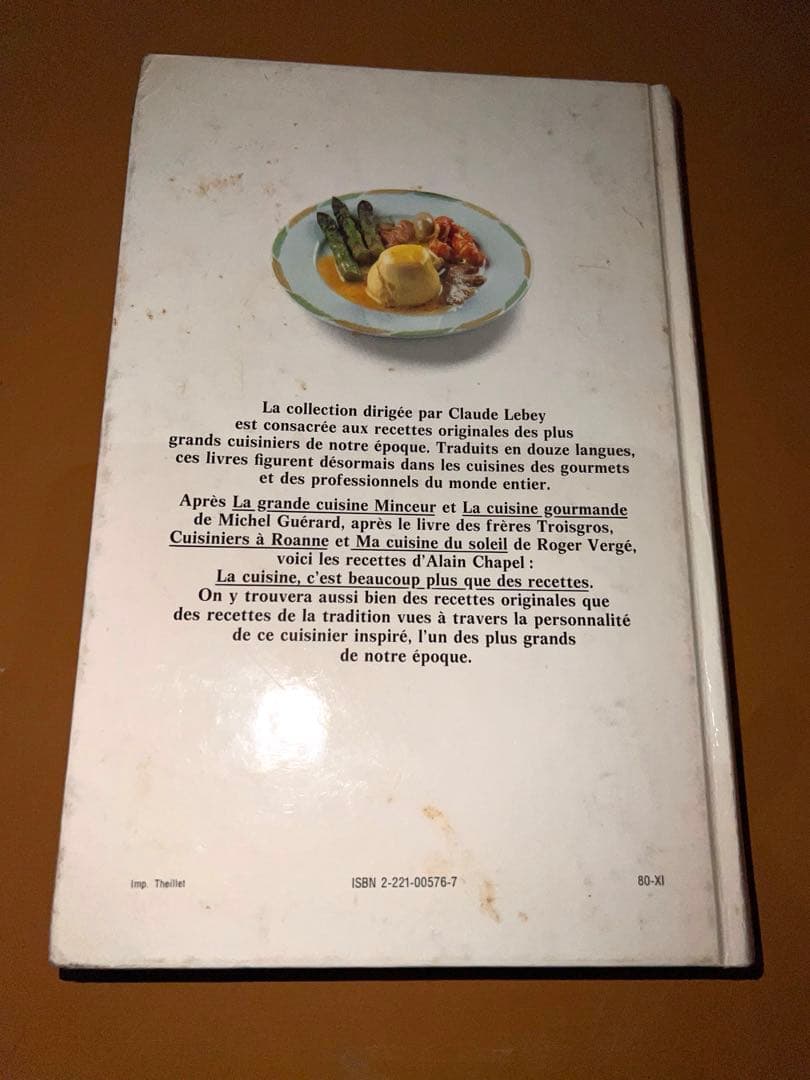 La collection dirigée par Claude Lebey
est consacrée aux recettes originales des plus
grands cuisiniers de notre époque. Traduits en douze langues,
ces livres figurent désormais dans les cuisines des gourmets
et des professionnels du monde entier.
Après La grande cuisine Minceur et La cuisine gourmande
de Michel Guérard, après le livre des frères Troisgros,
Cuisiniers à Roanne et Ma cuisine du soleil de Roger Vergé,
voici les recettes d'Alain Chapel :
La cuisine, c'est beaucoup plus que des recettes.
On y trouvera aussi bien des recettes originales que
des recettes de la tradition vues à travers la personnalité
de ce cuisinier inspiré, l'un des plus grands
de notre époque.
Imp. Theillet
ISBN 2-221-00576-7
80-XI